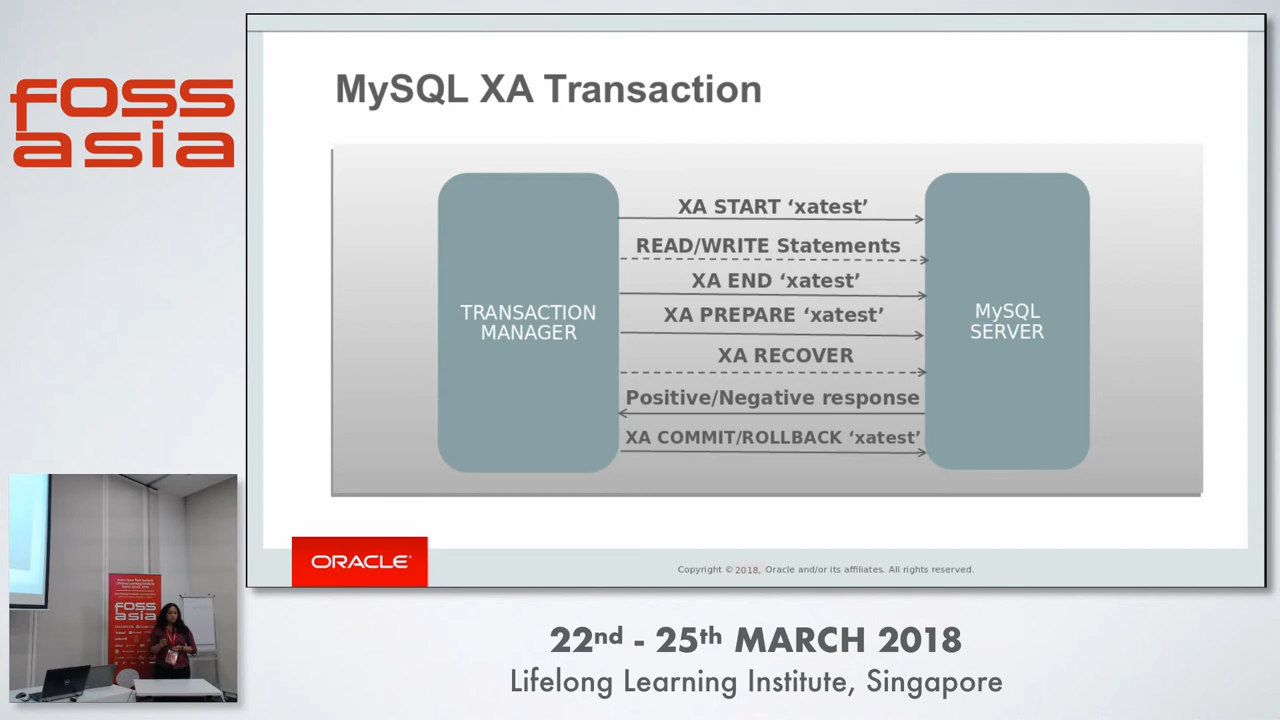 foss
asia
MySQL XA Transaction
TRANSACTION
MANAGER
XA START ‘xatest’
READ/WRITE Statements
XA END ‘xatest’
XA PREPARE ‘xatest’
XA RECOVER
Positive/Negative response
XA COMMIT/ROLLBACK ‘xatest’
MySQL
SERVER
ORACLE
Copyright © 2018, Oracle and/or its affiliates. All rights reserved.
foss
asia
22nd - 25th MARCH 2018
Lifelong Learning Institute, Singapore